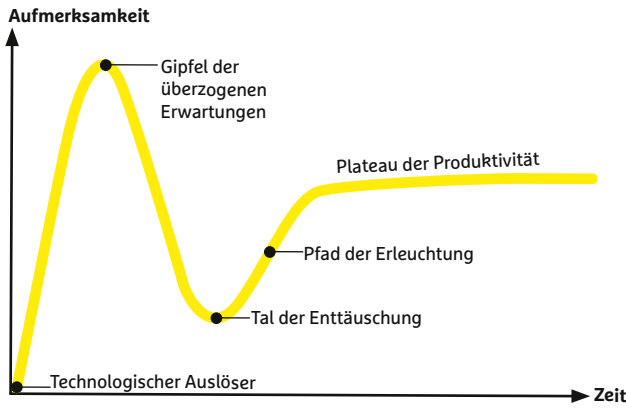 Aufmerksamkeit
Gipfel der
überzogenen
Erwartungen
Plateau der Produktivität
Pfad der Erleuchtung
Tal der Enttäuschung
Technologischer Auslöser
Zeit